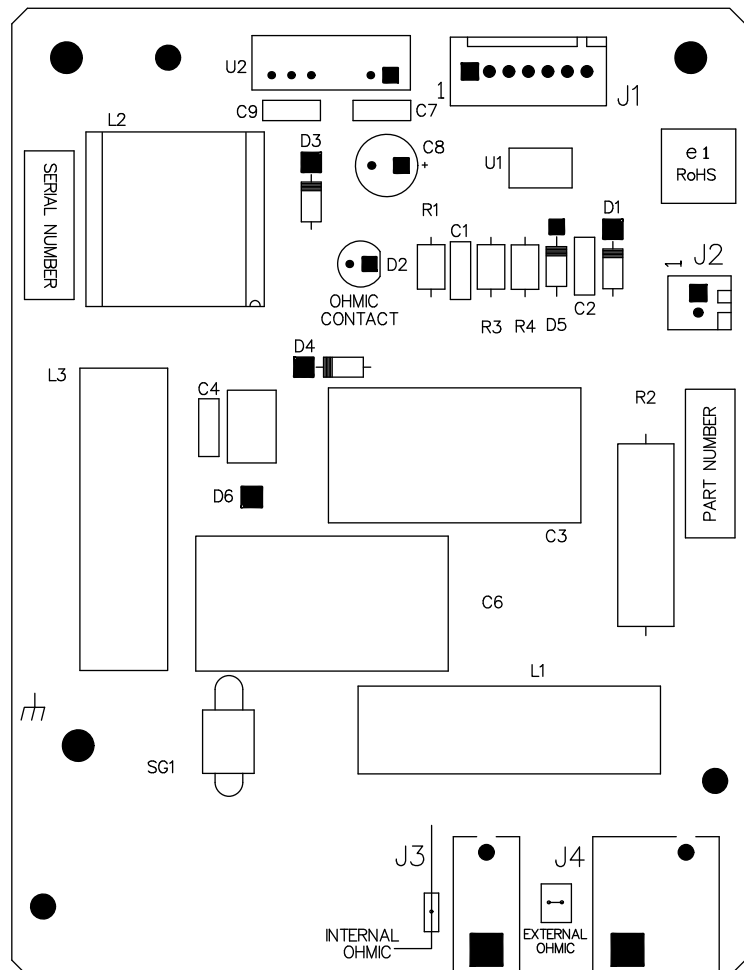 U2
1
J1
C9
C7
L2
D3
C8
+
U1
e1
RoHS
SERIAL NUMBER
R1
C1
D1
D2
1
J2
OHMIC
CONTACT
R3
R4
D5
C2
D4
L3
C4
R2
PART NUMBER
D6
C3
C6
L1
SG1
J3
J4
INTERNAL
OHMIC
EXTERNAL
OHMIC